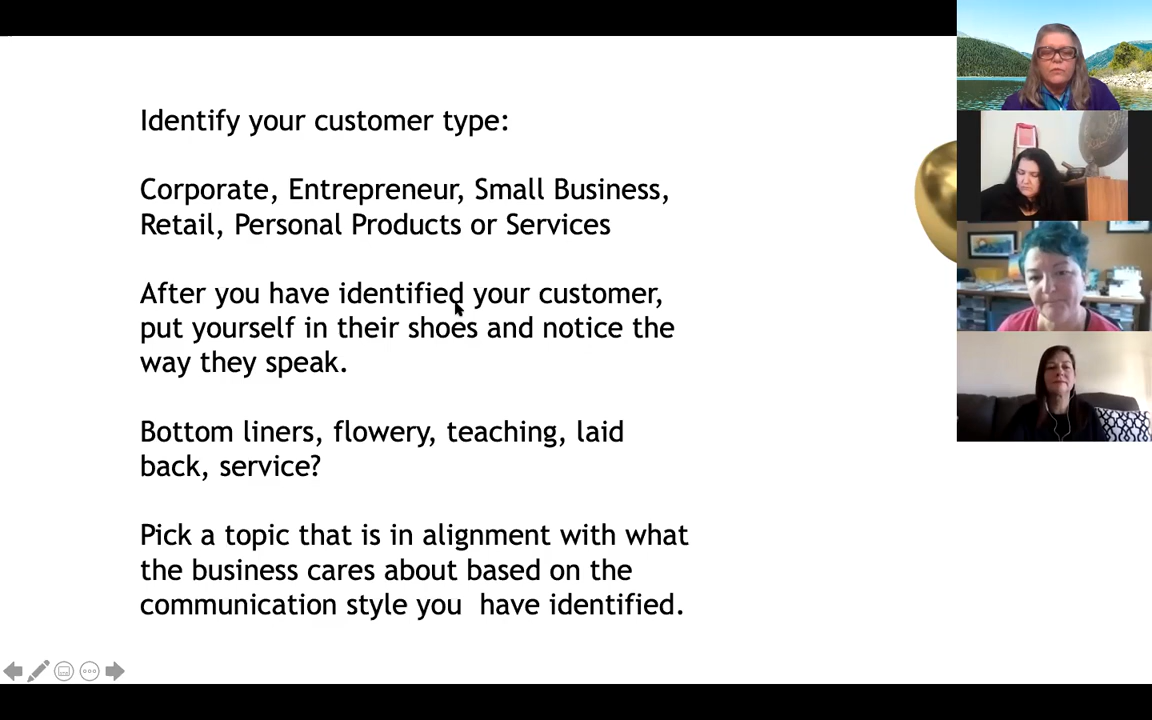 Identify your customer type:
Corporate, Entrepreneur, Small Business,
Retail, Personal Products or Services
After you have identified your customer,
put yourself in their shoes and notice the
way they speak.
Bottom liners, flowery, teaching, laid
back, service?
Pick a topic that is in alignment with what
the business cares about based on the
communication style you  have identified.